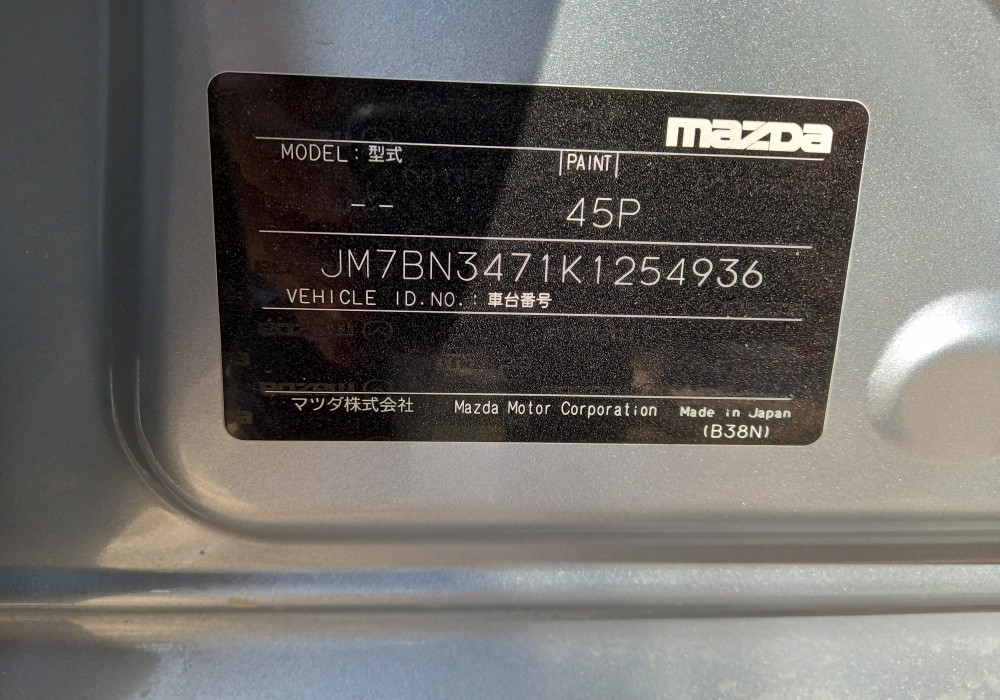 mazda
MODEL : 型式 PAINT
-- 45P
JM7BN3471K1254936
VEHICLE ID.NO. : 車台番号
マツダ株式会社 Mazda Motor Corporation Made in Japan
(B38N)